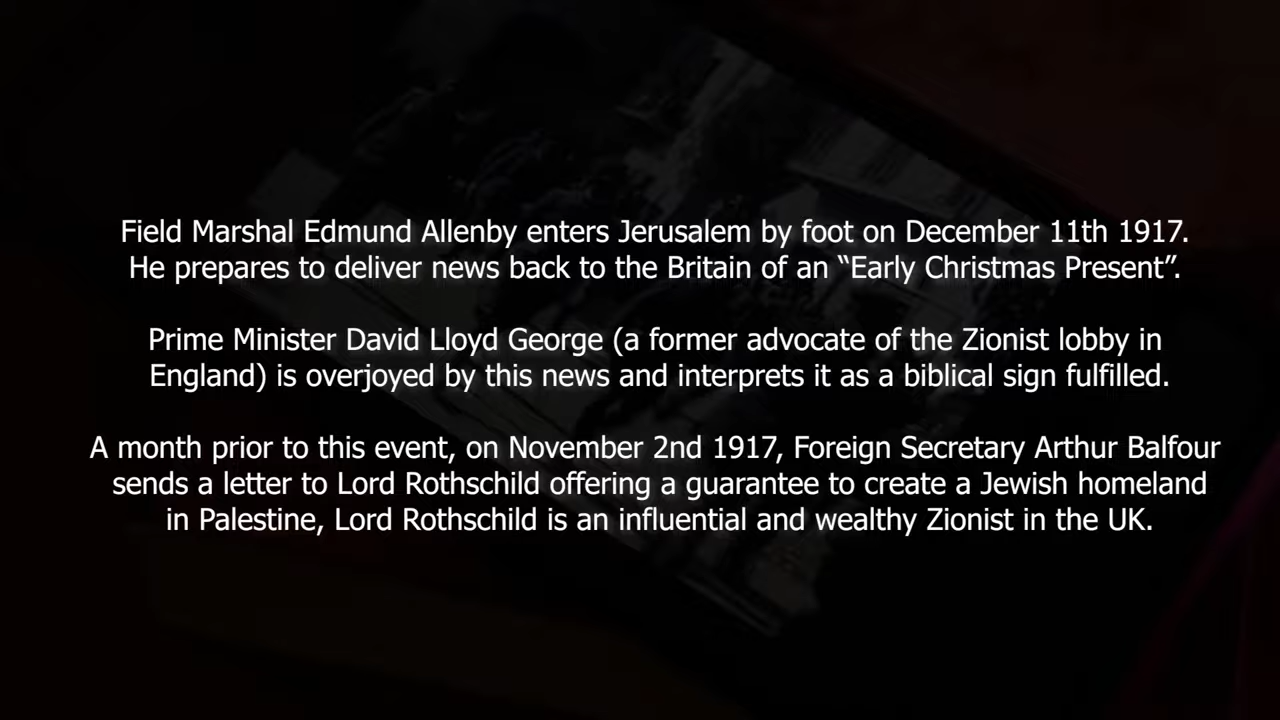 Field Marshal Edmund Allenby enters Jerusalem by foot on December 11th 1917.
He prepares to deliver news back to the Britain of an “Early Christmas Present”.
Prime Minister David Lloyd George (a former advocate of the Zionist lobby in
England) is overjoyed by this news and interprets it as a biblical sign fulfilled.
A month prior to this event, on November 2nd 1917, Foreign Secretary Arthur Balfour
sends a letter to Lord Rothschild offering a guarantee to create a Jewish homeland
in Palestine, Lord Rothschild is an influential and wealthy Zionist in the UK.